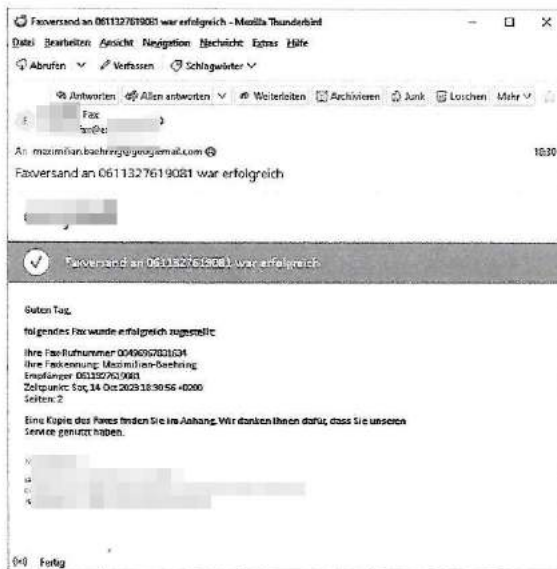 Faxversand an 0611327619081 war erfolgreich - Mozilla Thunderbird
Datei Bearbeiten Ansicht Navigation Nachricht Extras Hilfe
Abrufen Verfassen Schlagwörter
Antworten Allen antworten Weiterleiten Archivieren Junk Löschen Mehr
Fax
An maximilian.baehring@googlemail.com 18:30
Faxversand an 0611327619081 war erfolgreich
Faxversand an 0611327619081 war erfolgreich
Guten Tag,
folgendes Fax wurde erfolgreich zugestellt:
Ihre Fax-Rufnummer: 00496967831634
Ihre Faxkennung: Maximilian-Baehring
Empfänger: 0611327619081
Zeitpunkt: Sat, 14 Oct 2023 18:30:56 +0200
Seiten: 2
Eine Kopie des Faxes finden Sie im Anhang. Wir danken Ihnen dafür, dass Sie unseren
Service genutzt haben.
Fertig